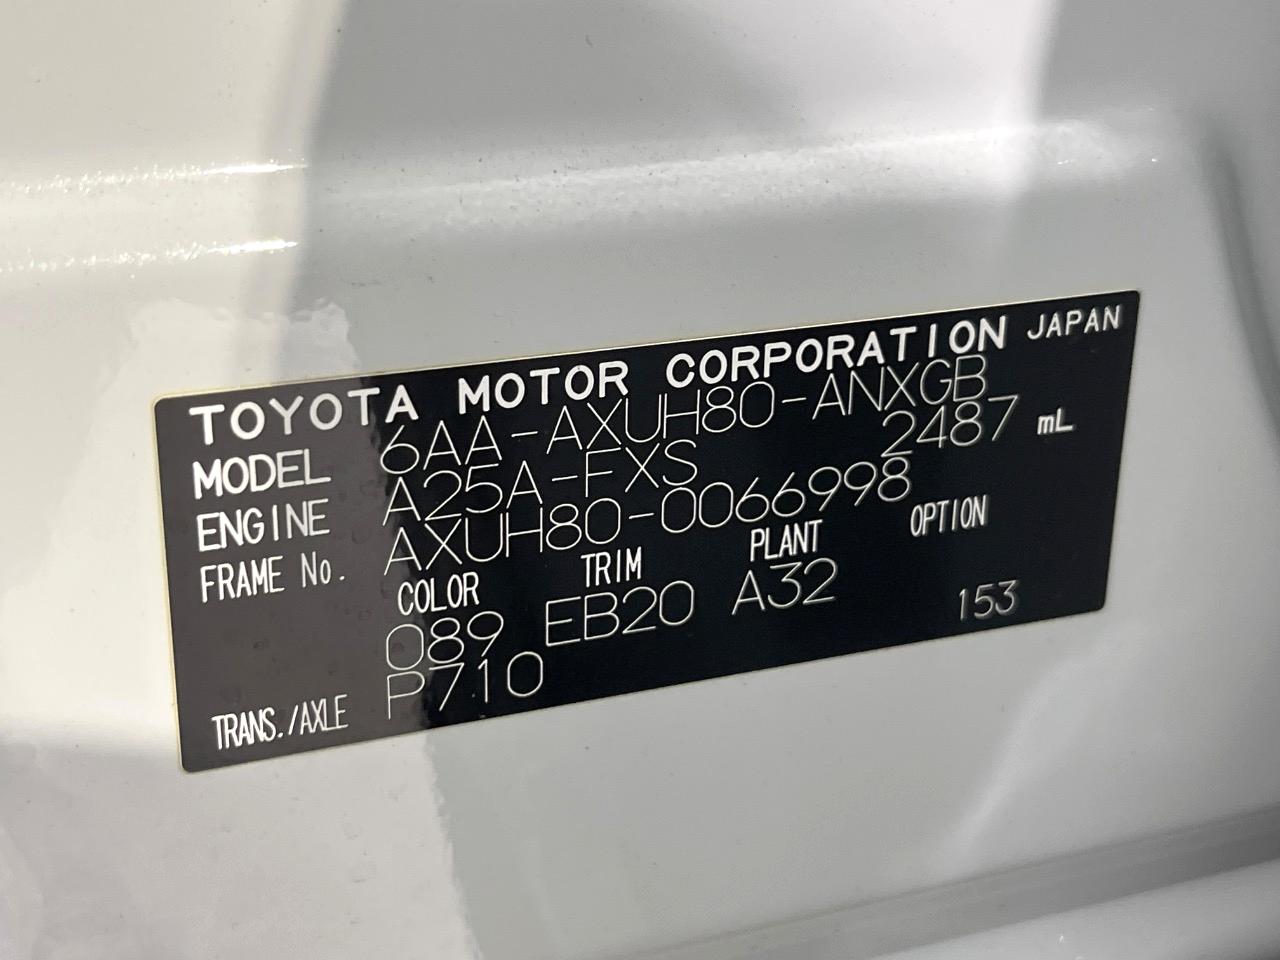 TOYOTA MOTOR CORPORATION JAPAN
MODEL 6AA-AXUH80-ANXGB
ENGINE A25A-FXS 2487 mL
FRAME No. AXUH80-0066998
COLOR TRIM PLANT OPTION
089 EB20 A32
TRANS./AXLE P710 153